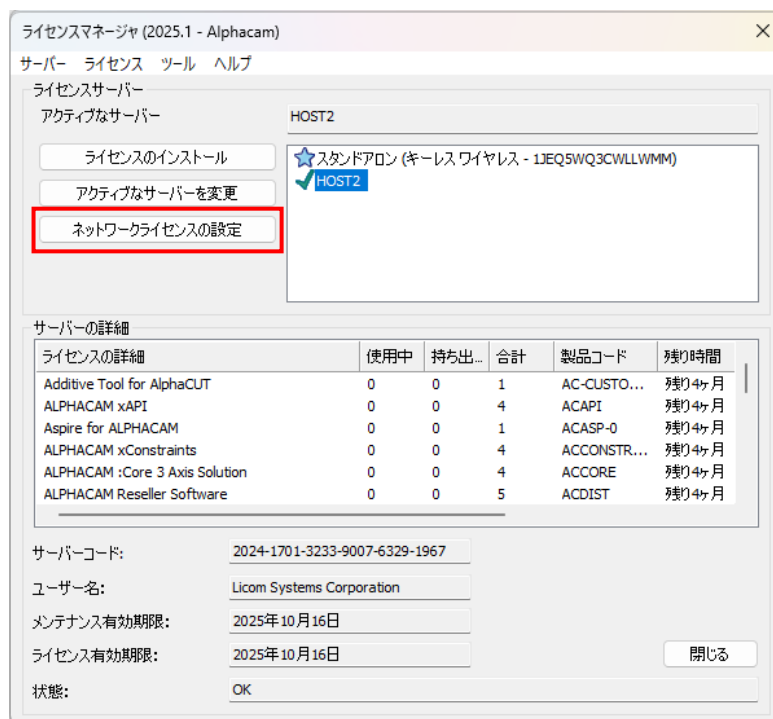 ライセンスマネージャ (2025.1 - Alphacam)
サーバー ライセンス ツール ヘルプ
ライセンスサーバー
アクティブなサーバー HOST2
ライセンスのインストール
アクティブなサーバーを変更
ネットワークライセンスの設定
スタンドアロン (キーレス ワイヤレス - 1JEQ5WQ3CWLLWMM)
HOST2
サーバーの詳細
ライセンスの詳細 使用中 持ち出... 合計 製品コード 残り時間
Additive Tool for AlphaCUT 0 0 1 AC-CUSTO... 残り4ヶ月
ALPHACAM xAPI 0 0 4 ACAPI 残り4ヶ月
Aspire for ALPHACAM 0 0 1 ACASP-0 残り4ヶ月
ALPHACAM xConstraints 0 0 4 ACCONSTR... 残り4ヶ月
ALPHACAM :Core 3 Axis Solution 0 0 4 ACCORE 残り4ヶ月
ALPHACAM Reseller Software 0 0 5 ACDIST 残り4ヶ月
サーバーコード: 2024-1701-3233-9007-6329-1967
ユーザー名: Licom Systems Corporation
メンテナンス有効期限: 2025年10月16日
ライセンス有効期限: 2025年10月16日
閉じる
状態: OK